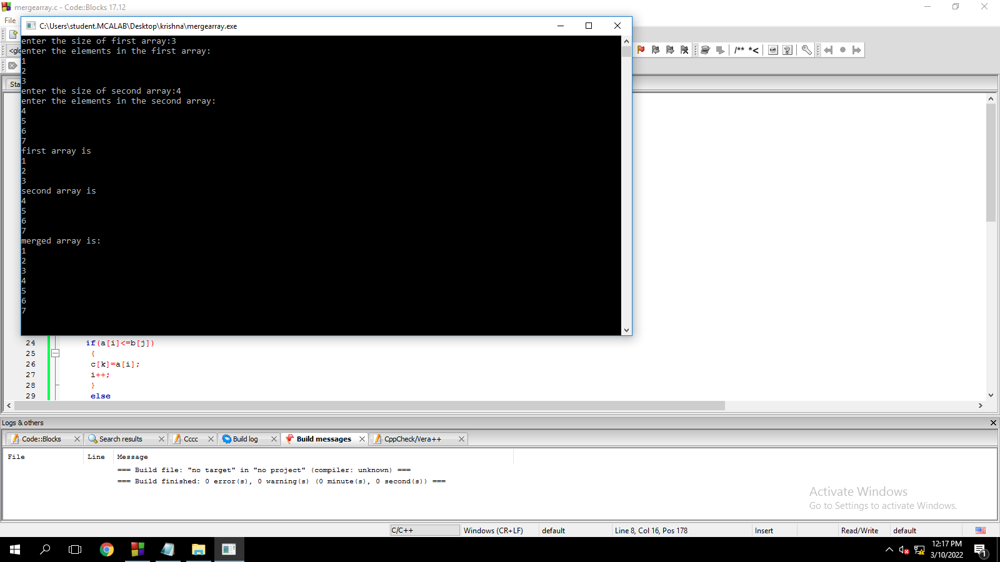 mergearray.c - Code::Blocks 17.12
File
C:\Users\student.MCALAB\Desktop\krishna\mergearray.exe
<glo
/** *<
Sta
enter the size of first array:3
enter the elements in the first array:
1
2
3
enter the size of second array:4
enter the elements in the second array:
4
5
6
7
first array is
1
2
3
second array is
4
5
6
7
merged array is:
1
2
3
4
5
6
7
24 if(a[i]<=b[j])
25 {
26 c[k]=a[i];
27 i++;
28 }
29 else
Logs & others
Code::Blocks Search results Cccc Build log Build messages CppCheck/Vera++
File Line Message
=== Build file: "no target" in "no project" (compiler: unknown) ===
=== Build finished: 0 error(s), 0 warning(s) (0 minute(s), 0 second(s)) ===
Activate Windows
Go to Settings to activate Windows.
C/C++ Windows (CR+LF) default Line 8, Col 16, Pos 178 Insert Read/Write default
12:17 PM
3/10/2022
1